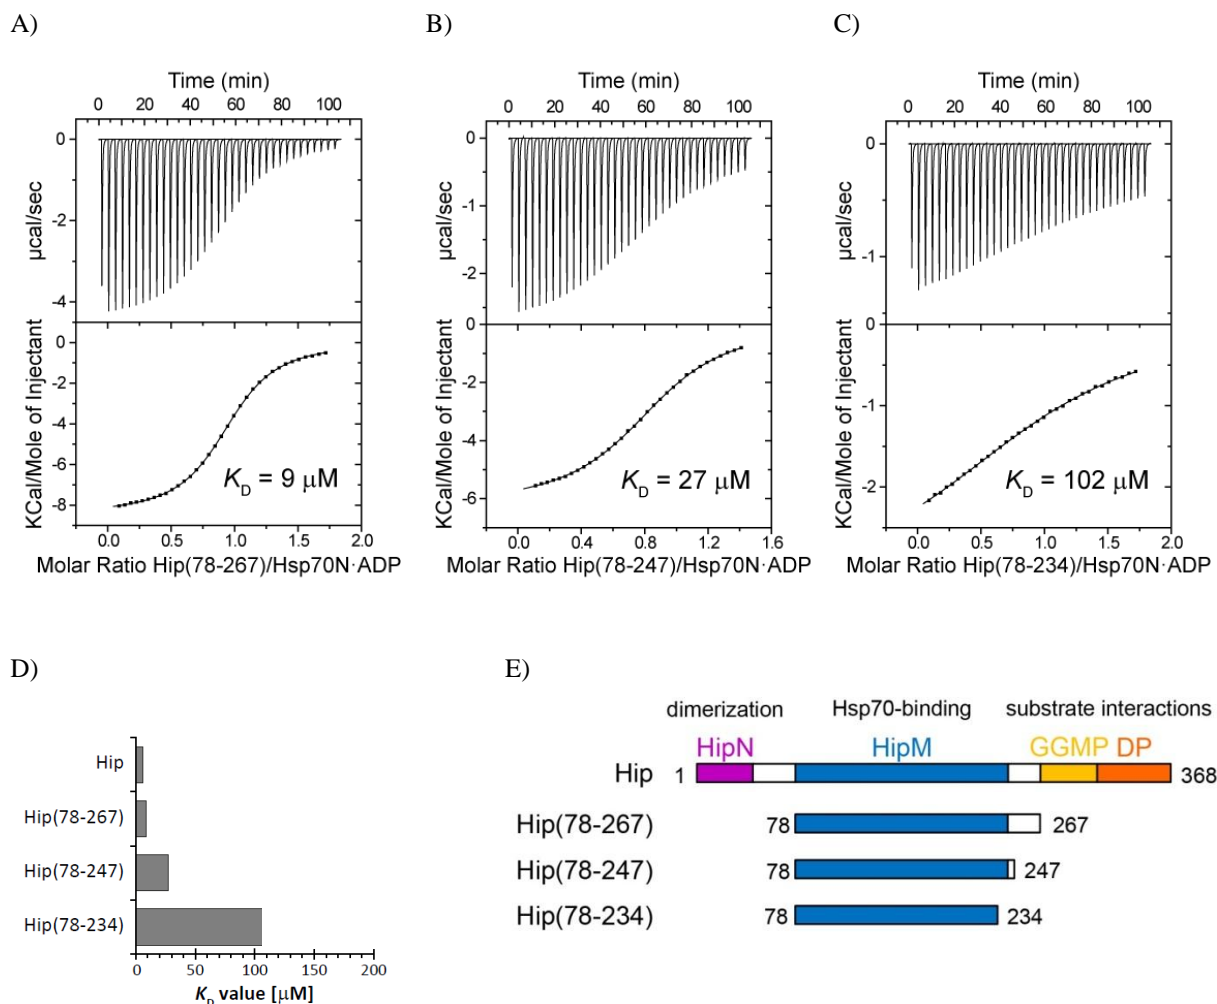 A)
Time (min)
0 20 40 60 80 100
0
-2
-4
µcal/sec
0
-2
-4
-6
-8
KCal/Mole of Injectant
K_D = 9 µM
0.0 0.5 1.0 1.5 2.0
Molar Ratio Hip(78-267)/Hsp70N·ADP
B)
Time (min)
0 20 40 60 80 100
0
-1
-2
µcal/sec
0
-2
-4
-6
KCal/Mole of Injectant
K_D = 27 µM
0.0 0.4 0.8 1.2 1.6
Molar Ratio Hip(78-247)/Hsp70N·ADP
C)
Time (min)
0 20 40 60 80 100
0
-1
µcal/sec
0
-1
-2
KCal/Mole of Injectant
K_D = 102 µM
0.0 0.5 1.0 1.5 2.0
Molar Ratio Hip(78-234)/Hsp70N·ADP
D)
Hip
Hip(78-267)
Hip(78-247)
Hip(78-234)
0 50 100 150 200
K_D value [µM]
E)
dimerization Hsp70-binding substrate interactions
HipN HipM GGMP DP
Hip 1 368
Hip(78-267) 78 267
Hip(78-247) 78 247
Hip(78-234) 78 234